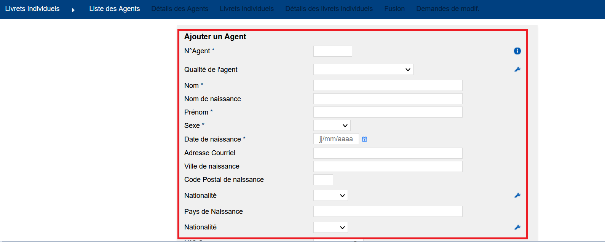 Livrets Individuels Liste des Agents Détails des Agents Livrets Individuels Détails des livrets individuels Fusion Demandes de modif.
Ajouter un Agent
N°Agent *
Qualité de l'agent
Nom *
Nom de naissance
Prenom *
Sexe *
Date de naissance * jj/mm/aaaa
Adresse Courriel
Ville de naissance
Code Postal de naissance
Nationalité
Pays de Naissance
Nationalité